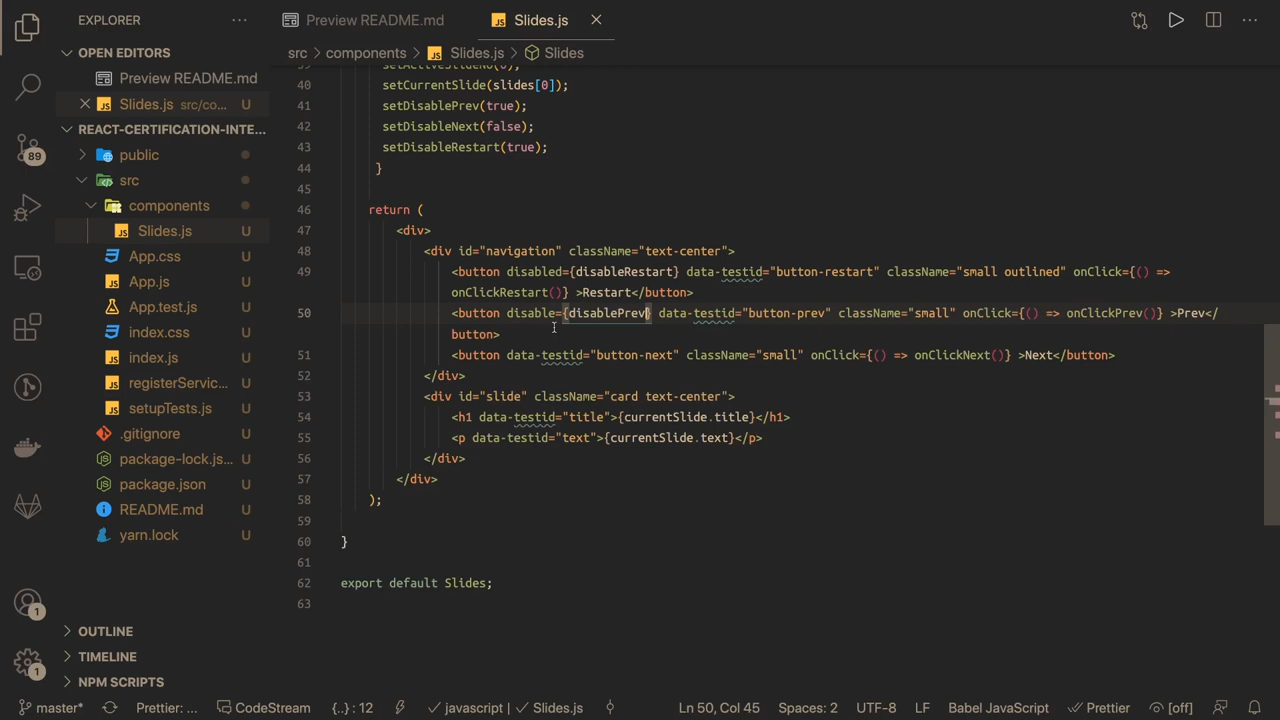 EXPLORER
Preview README.md
Slides.js
OPEN EDITORS
Preview README.md
Slides.js src/co... U
REACT-CERTIFICATION-INTE...
public
src
components
Slides.js U
App.css U
App.js U
App.test.js U
index.css U
index.js U
registerServic... U
setupTests.js U
.gitignore U
package-lock.js... U
package.json U
README.md U
yarn.lock U
OUTLINE
TIMELINE
NPM SCRIPTS
89
1
1
src components Slides.js Slides
39 setActiveSlideNo(0);
40 setCurrentSlide(slides[0]);
41 setDisablePrev(true);
42 setDisableNext(false);
43 setDisableRestart(true);
44 }
45
46 return (
47 <div>
48 <div id="navigation" className="text-center">
49 <button disabled={disableRestart} data-testid="button-restart" className="small outlined" onClick={() =>
onClickRestart()} >Restart</button>
50 <button disable={disablePrev} data-testid="button-prev" className="small" onClick={() => onClickPrev()} >Prev</
button>
51 <button data-testid="button-next" className="small" onClick={() => onClickNext()} >Next</button>
52 </div>
53 <div id="slide" className="card text-center">
54 <h1 data-testid="title">{currentSlide.title}</h1>
55 <p data-testid="text">{currentSlide.text}</p>
56 </div>
57 </div>
58 );
59
60 }
61
62 export default Slides;
63
master* Prettier: ... CodeStream {..} : 12 javascript | Slides.js Ln 50, Col 45 Spaces: 2 UTF-8 LF Babel JavaScript Prettier [off]